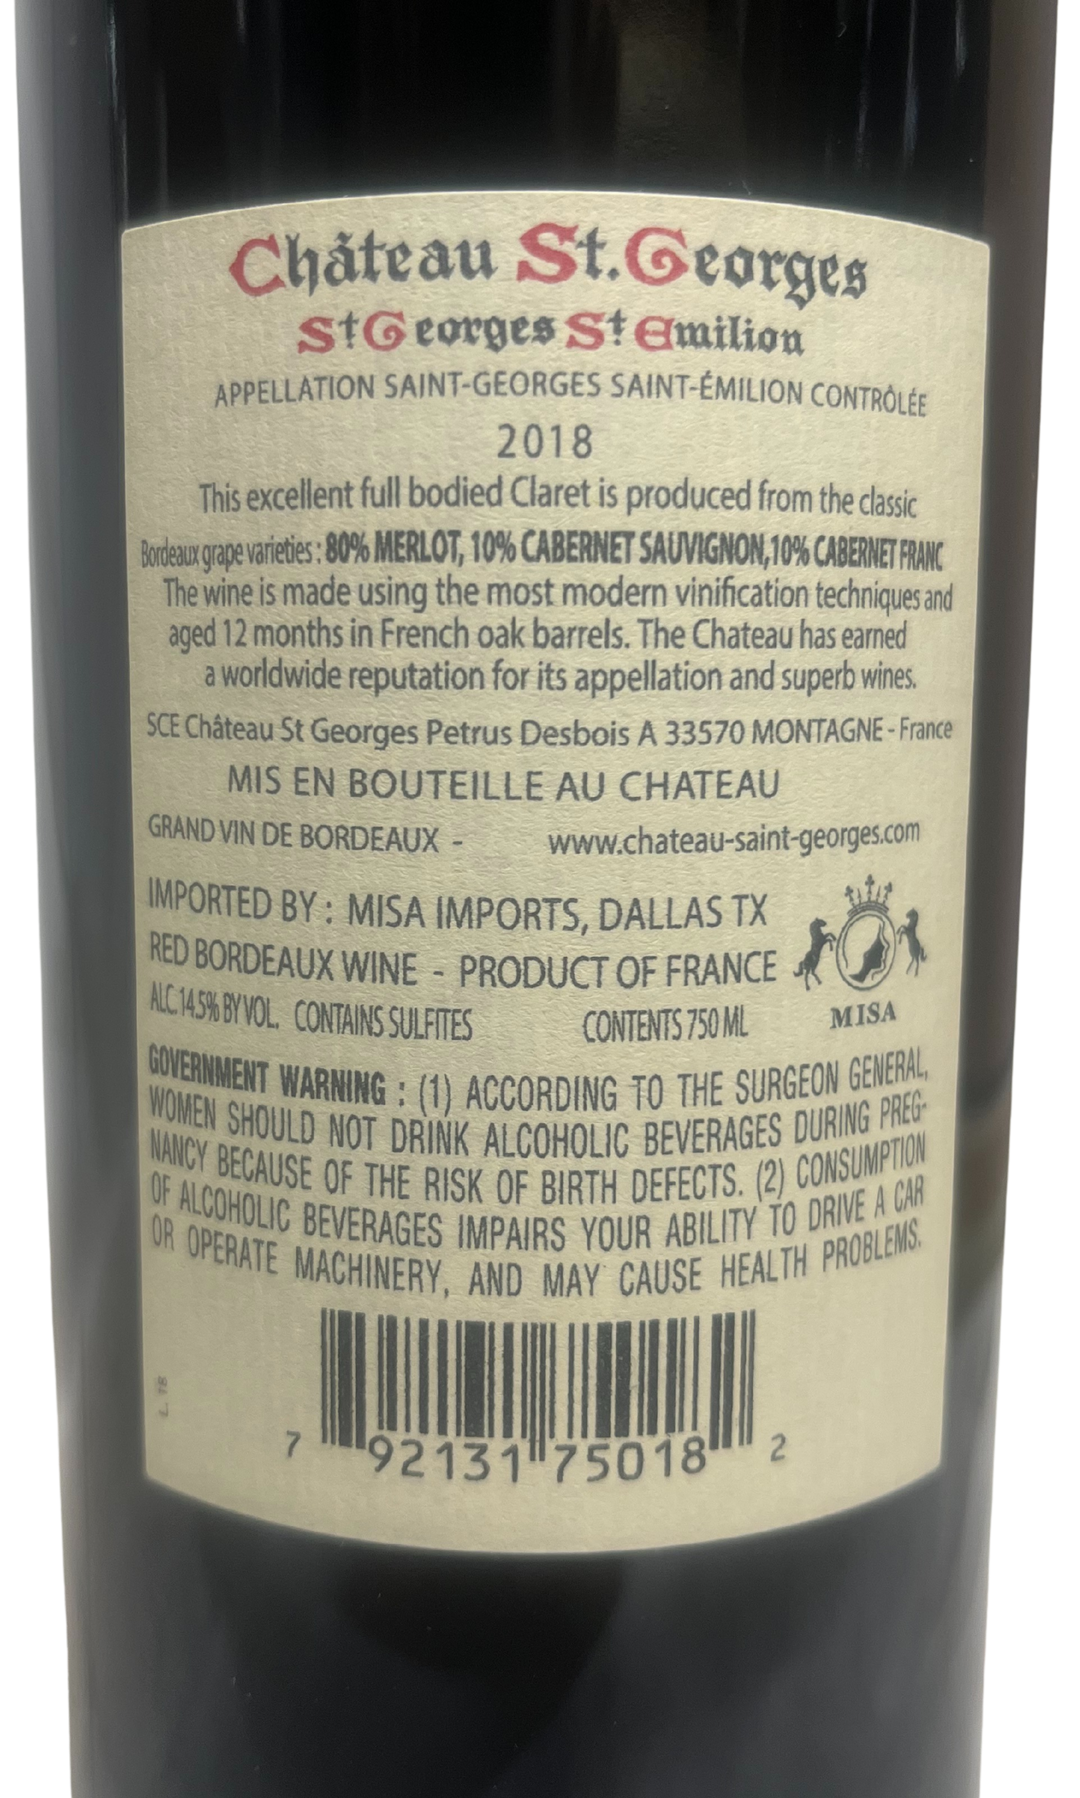 Château St. Georges
St Georges St Emilion
APPELLATION SAINT-GEORGES SAINT-ÉMILION CONTRÔLÉE
2018
This excellent full bodied Claret is produced from the classic
Bordeaux grape varieties : 80% MERLOT, 10% CABERNET SAUVIGNON,10% CABERNET FRANC
The wine is made using the most modern vinification techniques and
aged 12 months in French oak barrels. The Chateau has earned
a worldwide reputation for its appellation and superb wines.
SCE Château St Georges Petrus Desbois A 33570 MONTAGNE - France
MIS EN BOUTEILLE AU CHATEAU
GRAND VIN DE BORDEAUX - www.chateau-saint-georges.com
IMPORTED BY : MISA IMPORTS, DALLAS TX
RED BORDEAUX WINE - PRODUCT OF FRANCE
MISA
ALC.14.5% BY VOL. CONTAINS SULFITES CONTENTS 750 ML
GOVERNMENT WARNING : (1) ACCORDING TO THE SURGEON GENERAL,
WOMEN SHOULD NOT DRINK ALCOHOLIC BEVERAGES DURING PREG-
NANCY BECAUSE OF THE RISK OF BIRTH DEFECTS. (2) CONSUMPTION
OF ALCOHOLIC BEVERAGES IMPAIRS YOUR ABILITY TO DRIVE A CAR
OR OPERATE MACHINERY, AND MAY CAUSE HEALTH PROBLEMS.
L. 18
7 92131 75018 2